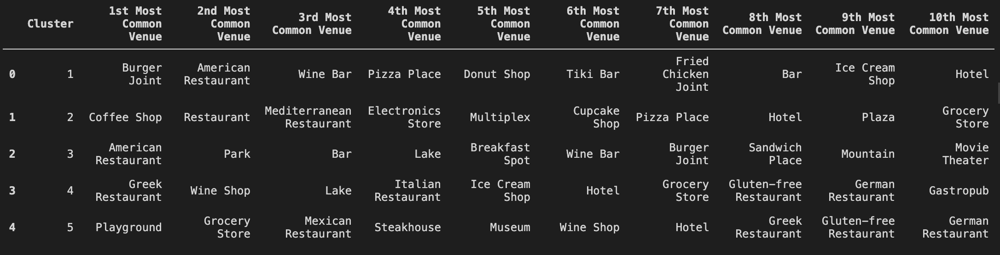 Cluster 1st Most Common Venue 2nd Most Common Venue 3rd Most Common Venue 4th Most Common Venue 5th Most Common Venue 6th Most Common Venue 7th Most Common Venue 8th Most Common Venue 9th Most Common Venue 10th Most Common Venue
0 1 Burger Joint American Restaurant Wine Bar Pizza Place Donut Shop Tiki Bar Fried Chicken Joint Bar Ice Cream Shop Hotel
1 2 Coffee Shop Restaurant Mediterranean Restaurant Electronics Store Multiplex Cupcake Shop Pizza Place Hotel Plaza Grocery Store
2 3 American Restaurant Park Bar Lake Breakfast Spot Wine Bar Burger Joint Sandwich Place Mountain Movie Theater
3 4 Greek Restaurant Wine Shop Lake Italian Restaurant Ice Cream Shop Hotel Grocery Store Gluten-free Restaurant German Restaurant Gastropub
4 5 Playground Grocery Store Mexican Restaurant Steakhouse Museum Wine Shop Hotel Greek Restaurant Gluten-free Restaurant German Restaurant